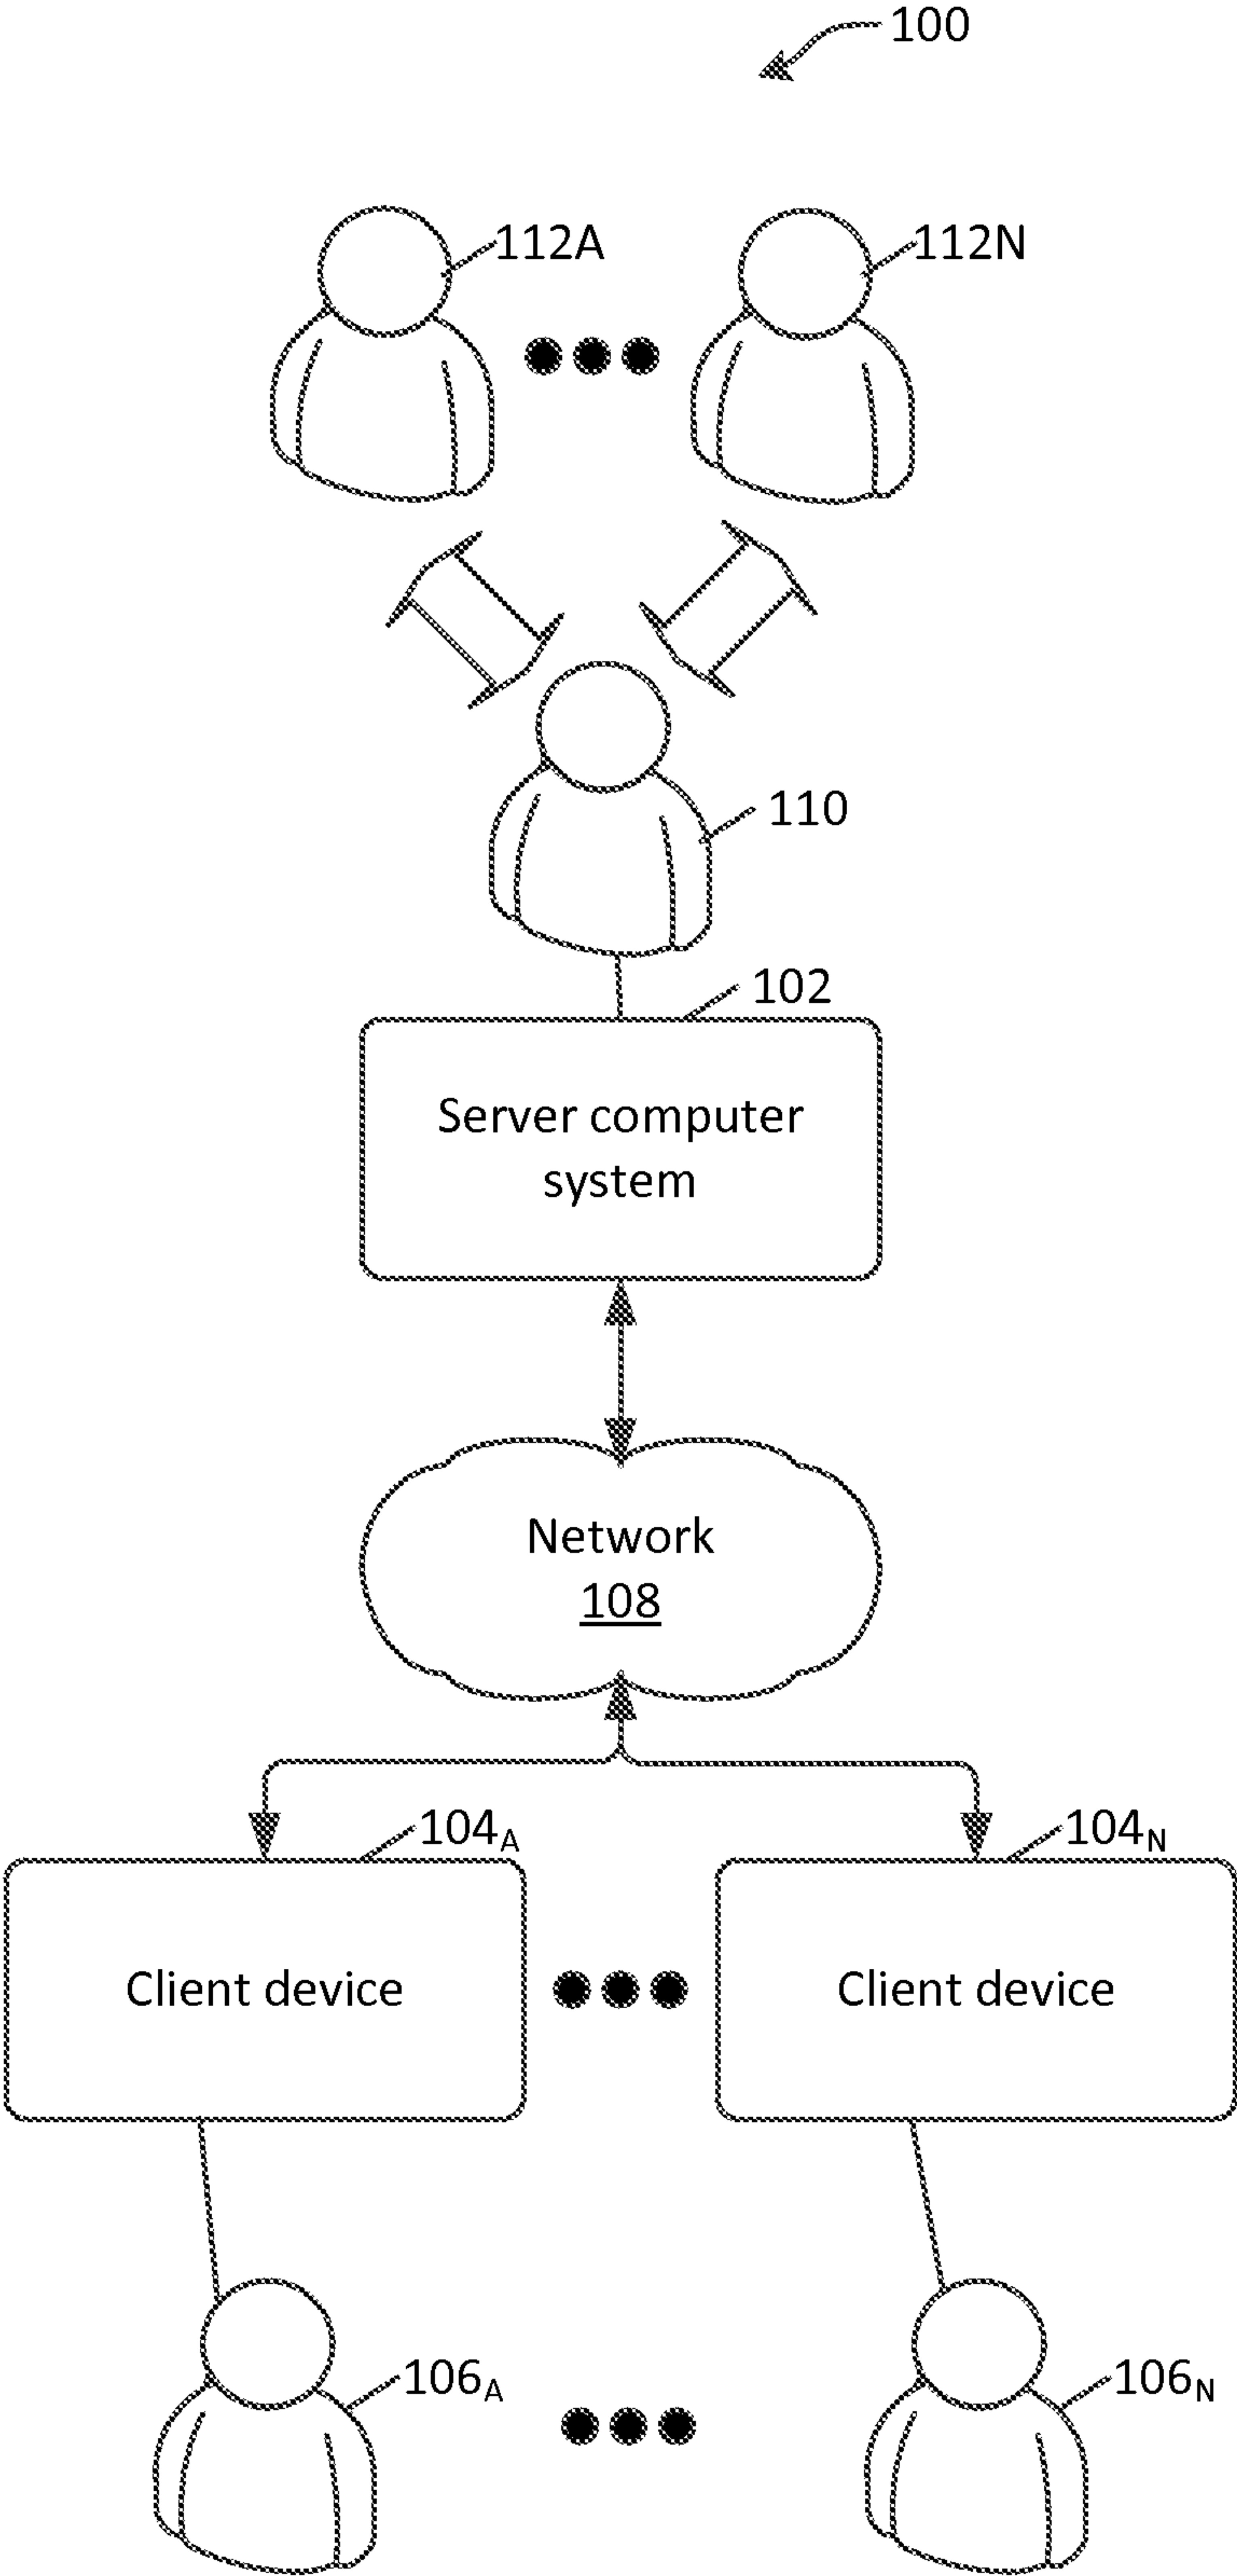 100
112A
112N
110
102
Server computer
system
Network
108
104A
104N
Client device
Client device
106A
106N